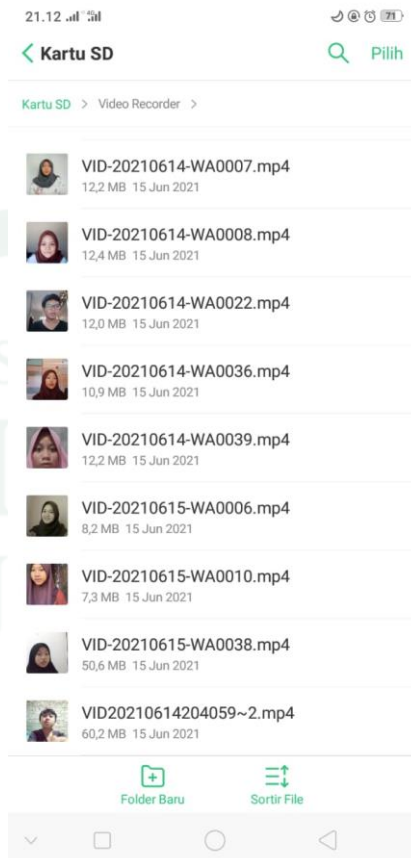 21.12
4G
71
Kartu SD
Pilih
Kartu SD > Video Recorder >
VID-20210614-WA0007.mp4
12,2 MB 15 Jun 2021
VID-20210614-WA0008.mp4
12,4 MB 15 Jun 2021
VID-20210614-WA0022.mp4
12,0 MB 15 Jun 2021
VID-20210614-WA0036.mp4
10,9 MB 15 Jun 2021
VID-20210614-WA0039.mp4
12,2 MB 15 Jun 2021
VID-20210615-WA0006.mp4
8,2 MB 15 Jun 2021
VID-20210615-WA0010.mp4
7,3 MB 15 Jun 2021
VID-20210615-WA0038.mp4
50,6 MB 15 Jun 2021
VID20210614204059~2.mp4
60,2 MB 15 Jun 2021
Folder Baru
Sortir File